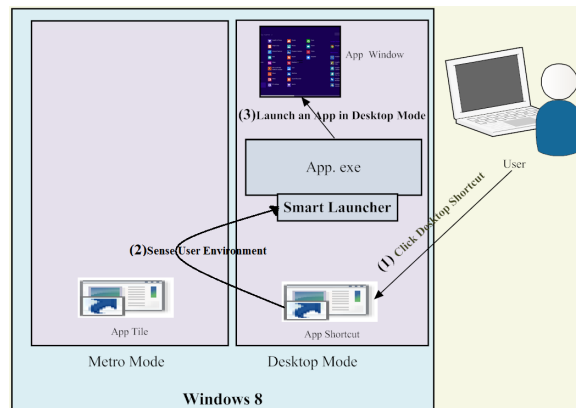 App Window
(3)Launch an App in Desktop Mode
App. exe
User
Smart Launcher
(1) Click Desktop Shortcut
(2)Sense User Environment
App Tile
App Shortcut
Metro Mode
Desktop Mode
Windows 8